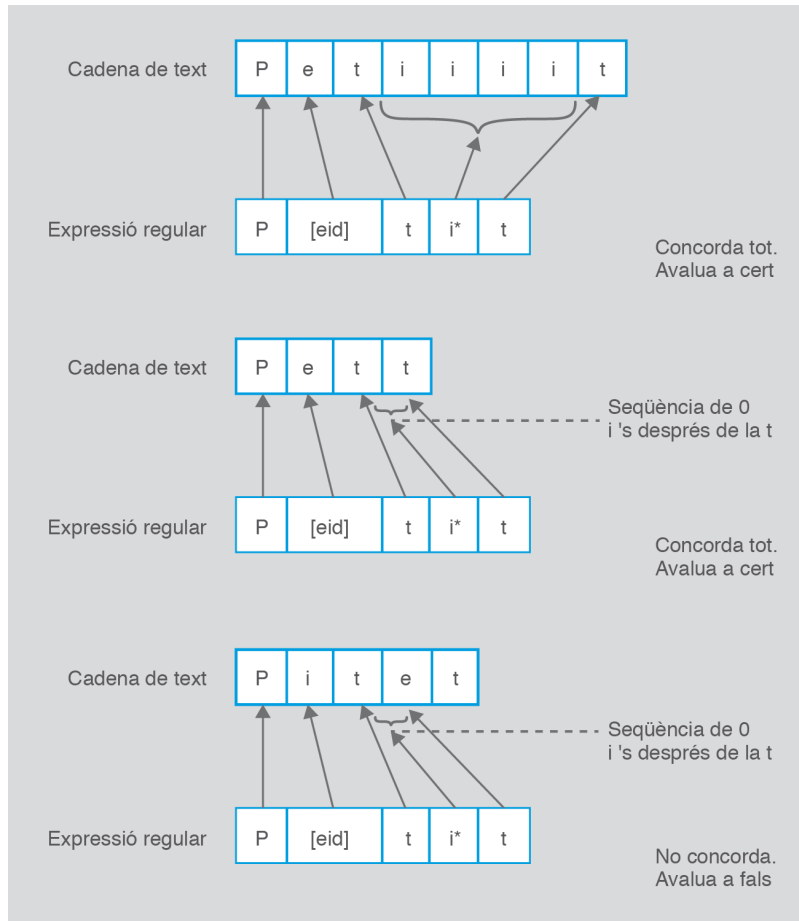 Cadena de text P e t i i i i t
Expressió regular P [eid] t i* t
Concorda tot.
Avalua a cert
Cadena de text P e t t
Seqüència de 0
i 's després de la t
Expressió regular P [eid] t i* t
Concorda tot.
Avalua a cert
Cadena de text P i t e t
Seqüència de 0
i 's després de la t
Expressió regular P [eid] t i* t
No concorda.
Avalua a fals